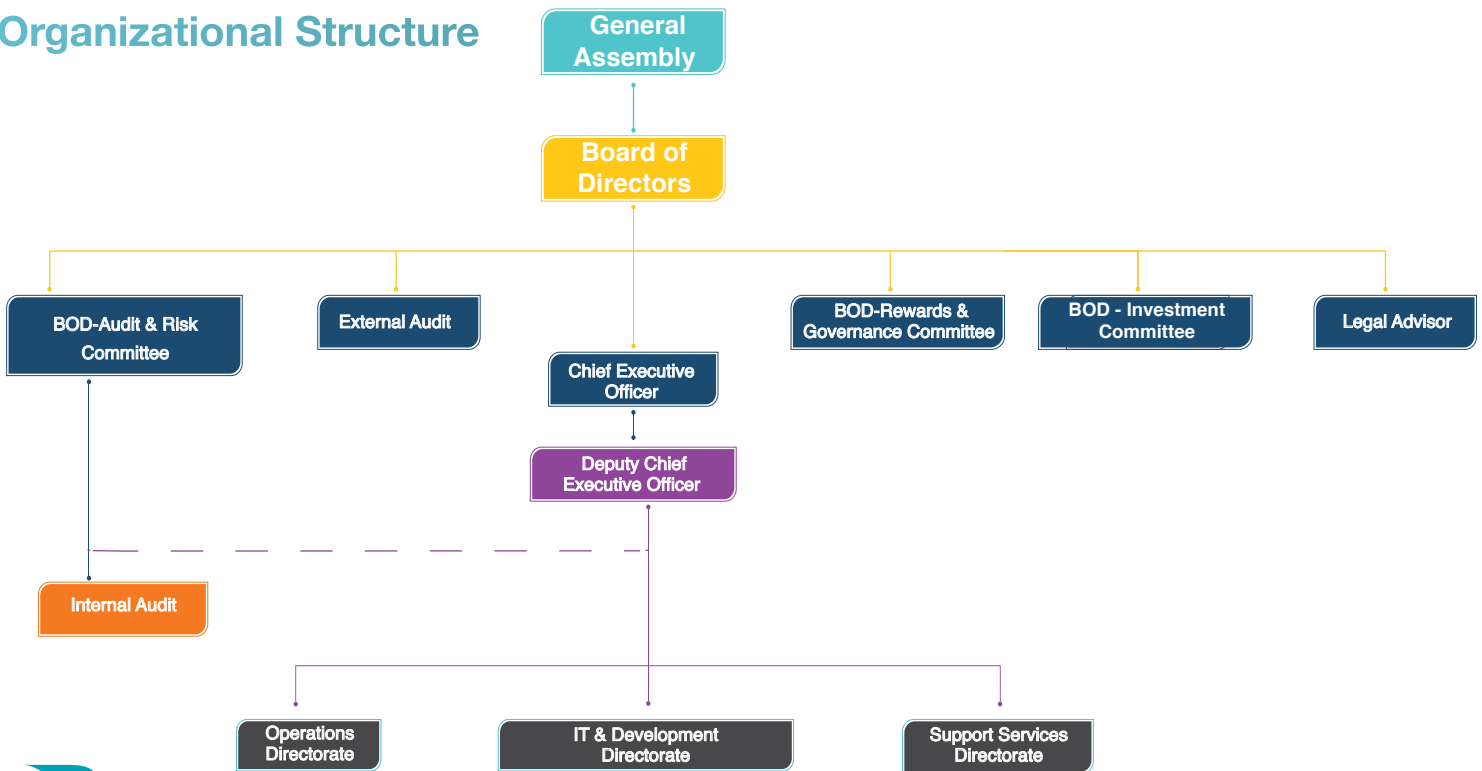 Organizational Structure
General
Assembly
Board of
Directors
BOD-Audit & Risk
Committee
External Audit
BOD-Rewards &
Governance Committee
BOD - Investment
Committee
Legal Advisor
Chief Executive
Officer
Deputy Chief
Executive Officer
Internal Audit
Operations
Directorate
IT & Development
Directorate
Support Services
Directorate